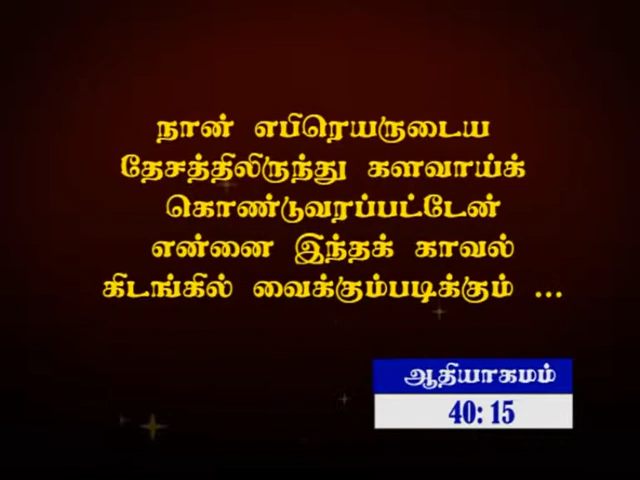 நான் எபிரெயருடைய
தேசத்திலிருந்து களவாய்க்
கொண்டுவரப்பட்டேன்
என்னை இந்தக் காவல்
கிடங்கில் வைக்கும்படிக்கும் ...
ஆதியாகமம்
40: 15